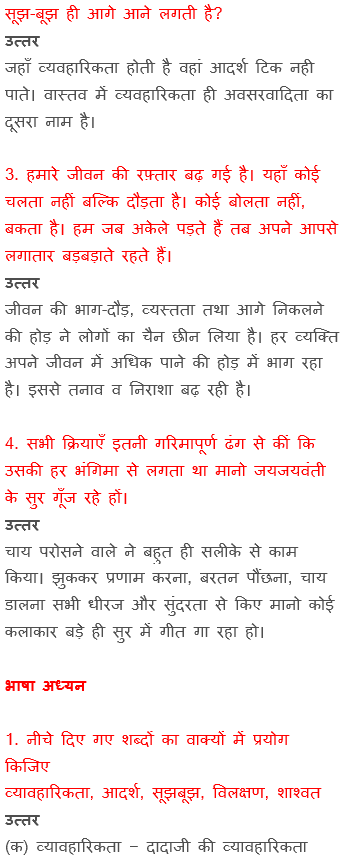 सूझ-बूझ ही आगे आने लगती है?
उत्तर
जहाँ व्यवहारिकता होती है वहां आदर्श टिक नही
पाते। वास्तव में व्यवहारिकता ही अवसरवादिता का
दूसरा नाम है।
3. हमारे जीवन की रफ़्तार बढ़ गई है। यहाँ कोई
चलता नहीं बल्कि दौड़ता है। कोई बोलता नहीं,
बकता है। हम जब अकेले पड़ते हैं तब अपने आपसे
लगातार बड़बड़ाते रहते हैं।
उत्तर
जीवन की भाग-दौड़, व्यस्तता तथा आगे निकलने
की होड़ ने लोगों का चैन छीन लिया है। हर व्यक्ति
अपने जीवन में अधिक पाने की होड़ में भाग रहा
है। इससे तनाव व निराशा बढ़ रही है।
4. सभी क्रियाएँ इतनी गरिमापूर्ण ढंग से कीं कि
उसकी हर भंगिमा से लगता था मानो जयजयवंती
के सुर गूँज रहे हों।
उत्तर
चाय परोसने वाले ने बहुत ही सलीके से काम
किया। झुककर प्रणाम करना, बरतन पौंछना, चाय
डालना सभी धीरज और सुंदरता से किए मानो कोई
कलाकार बड़े ही सुर में गीत गा रहा हो।
भाषा अध्यन
1. नीचे दिए गए शब्दों का वाक्यों में प्रयोग
किजिए
व्यावहारिकता, आदर्श, सूझबूझ, विलक्षण, शाश्वत
उत्तर
(क) व्यावहारिकता − दादाजी की व्यावहारिकता